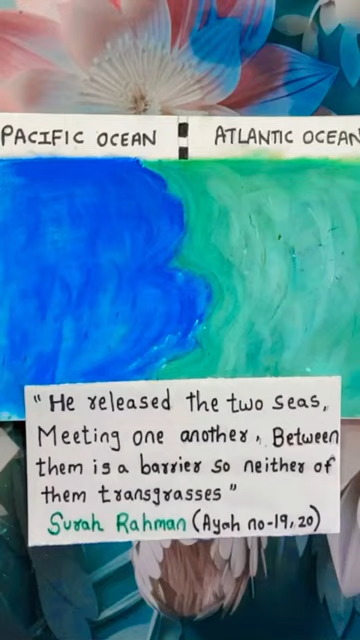 PACIFIC OCEAN ATLANTIC OCEAN
"He released the two seas,
Meeting one another, Between
them is a barrier so neither of
them transgrasses"
Surah Rahman (Ayah no-19,20)